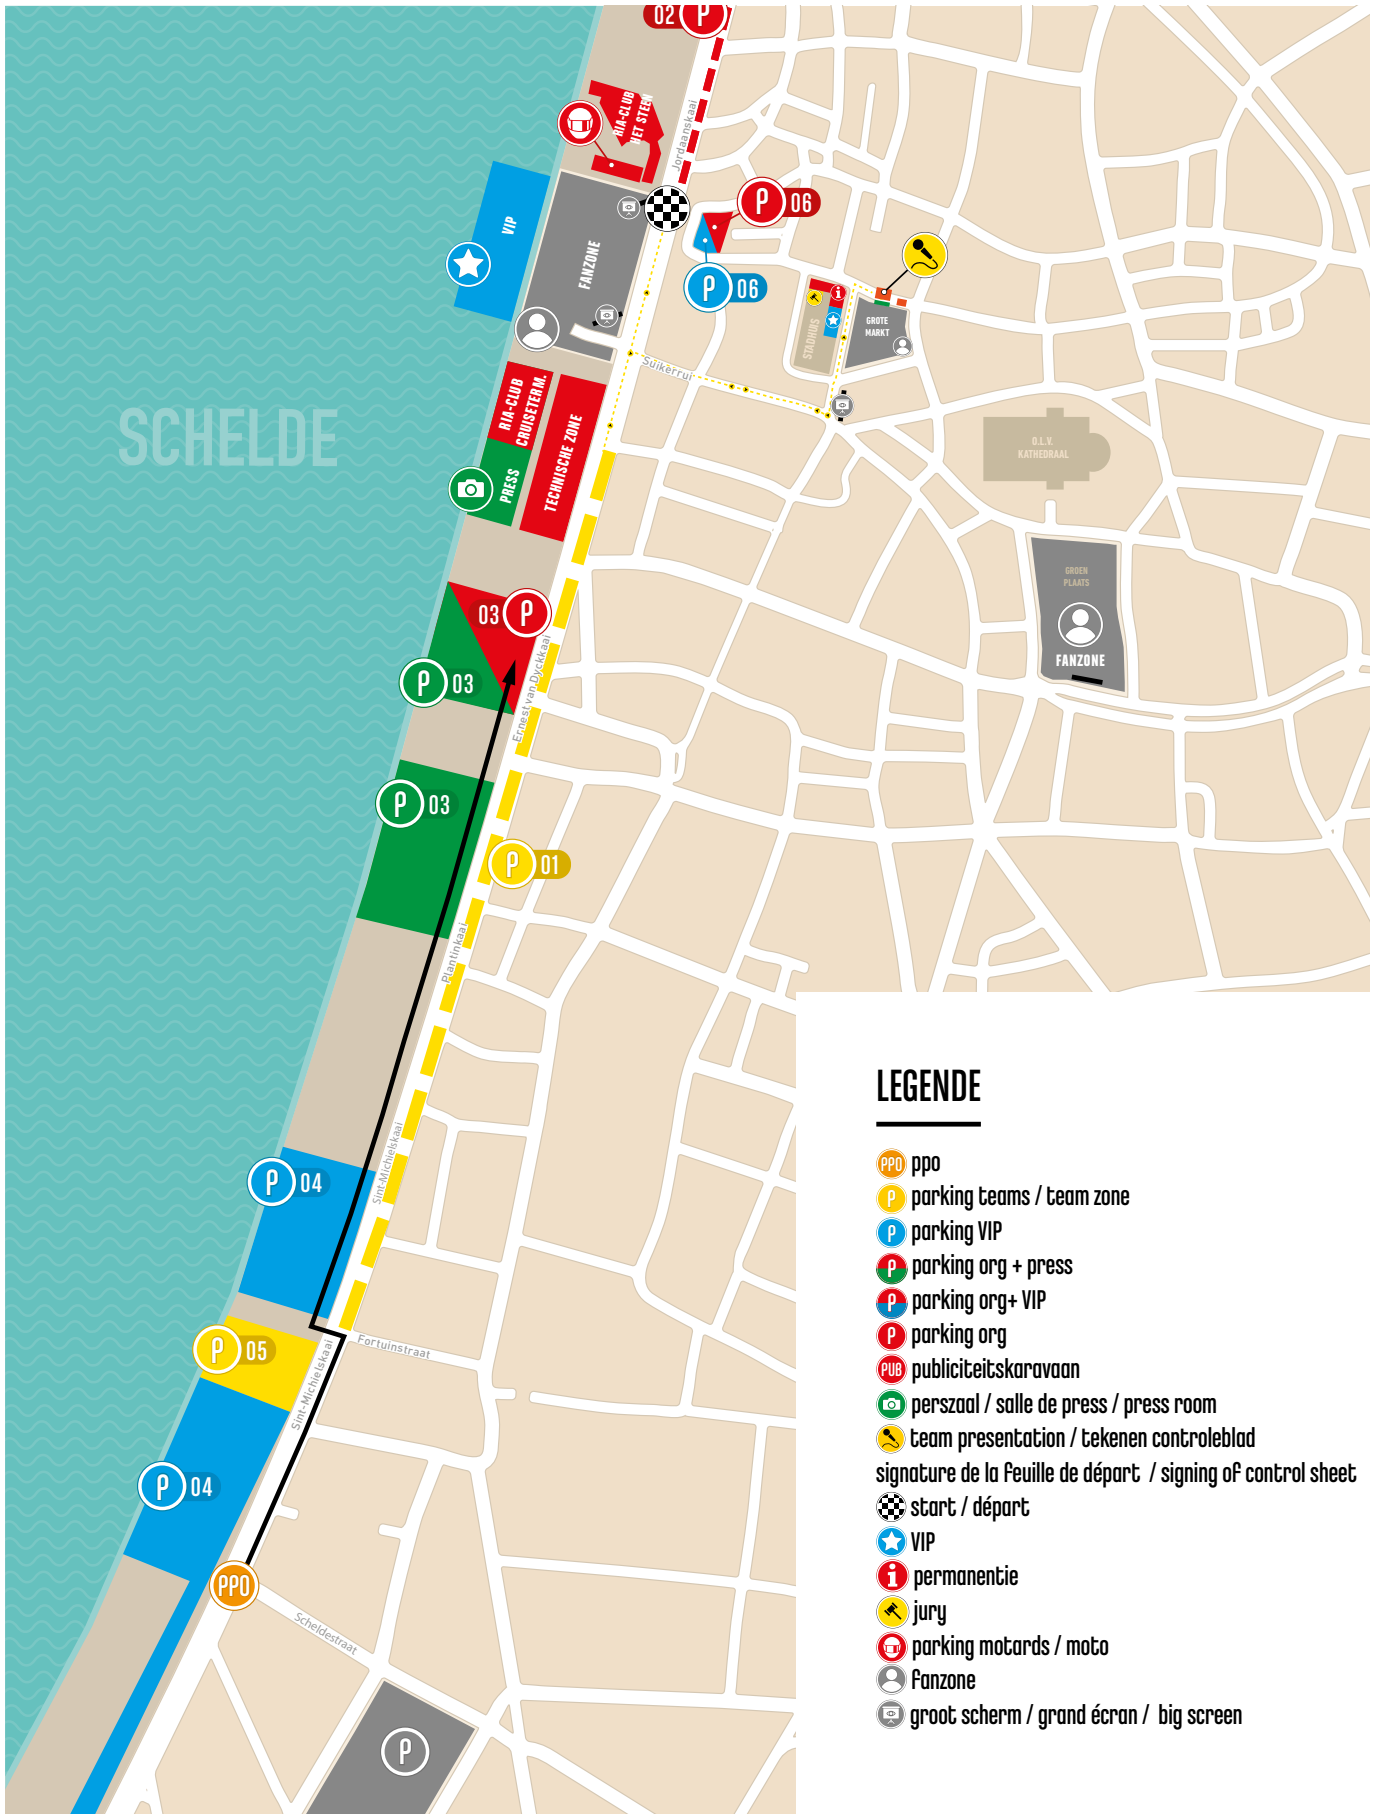 02 P
RIA-CLUB
HET STEEN
Jordaanskaai
VIP
P 06
FANZONE
P 06
i
STADHUIS
GROTE
MARKT
Suikerrui
RIA-CLUB
CRUISETERM.
SCHELDE
TECHNISCHE ZONE
PRESS
O.L.V.
KATHEDRAAL
GROEN
PLAATS
FANZONE
03 P
P 03
Ernest van Dyckkaai
P 03
P 01
Plantinkaai
Sint-Michielskaai
P 04
P 05
Fortuinstraat
Sint-Michielskaai
P 04
PPO
Scheldestraat
P
LEGENDE
PPO ppo
P parking teams / team zone
P parking VIP
P parking org + press
P parking org+ VIP
P parking org
PUB publiciteitskaravaan
perszaal / salle de press / press room
team presentation / tekenen controleblad
signature de la feuille de départ / signing of control sheet
start / départ
VIP
i permanentie
jury
parking motards / moto
fanzone
groot scherm / grand écran / big screen